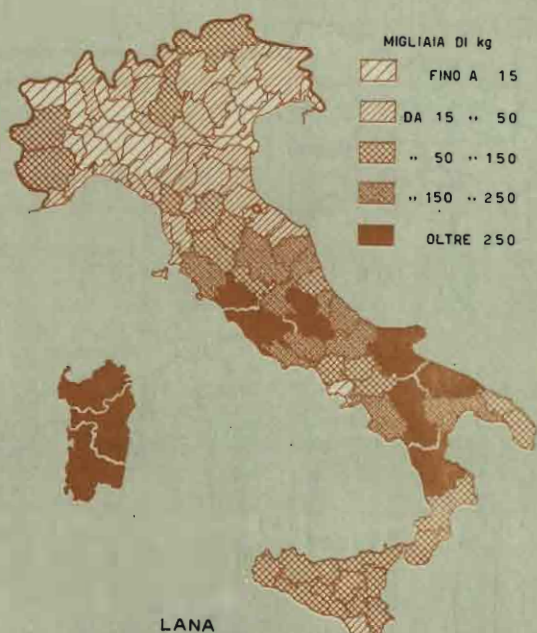 MIGLIAIA DI kg
FINO A 15
DA 15 " 50
" 50 " 150
" 150 " 250
OLTRE 250
LANA